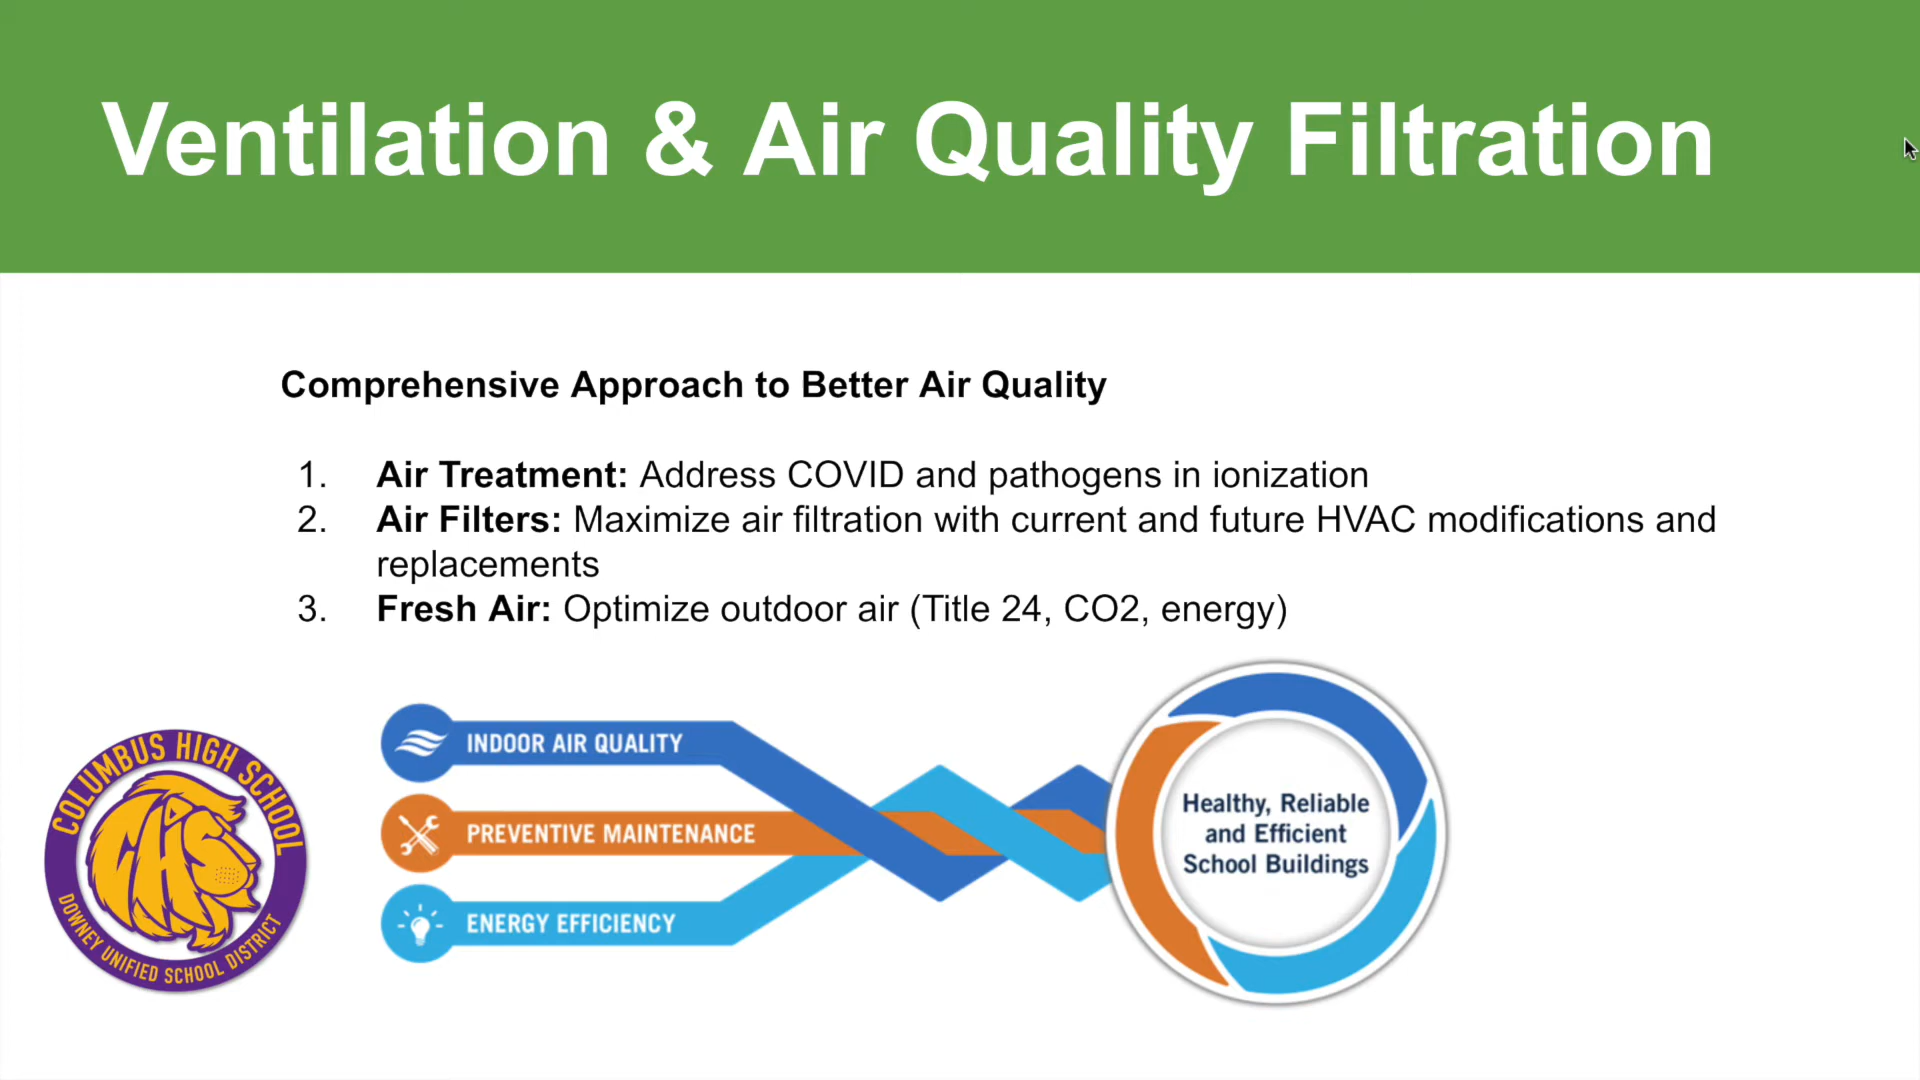 Ventilation & Air Quality Filtration
Comprehensive Approach to Better Air Quality
1. Air Treatment: Address COVID and pathogens in ionization
2. Air Filters: Maximize air filtration with current and future HVAC modifications and
replacements
3. Fresh Air: Optimize outdoor air (Title 24, CO2, energy)
INDOOR AIR QUALITY
PREVENTIVE MAINTENANCE
ENERGY EFFICIENCY
Healthy, Reliable
and Efficient
School Buildings
COLUMBUS HIGH SCHOOL
CHS
DOWNEY UNIFIED SCHOOL DISTRICT